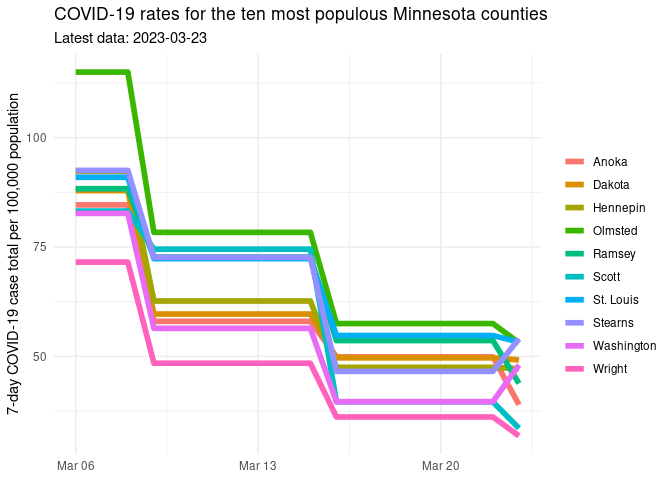 COVID-19 rates for the ten most populous Minnesota counties
Latest data: 2023-03-23
7-day COVID-19 case total per 100,000 population
100
75
50
Mar 06
Mar 13
Mar 20
Anoka
Dakota
Hennepin
Olmsted
Ramsey
Scott
St. Louis
Stearns
Washington
Wright